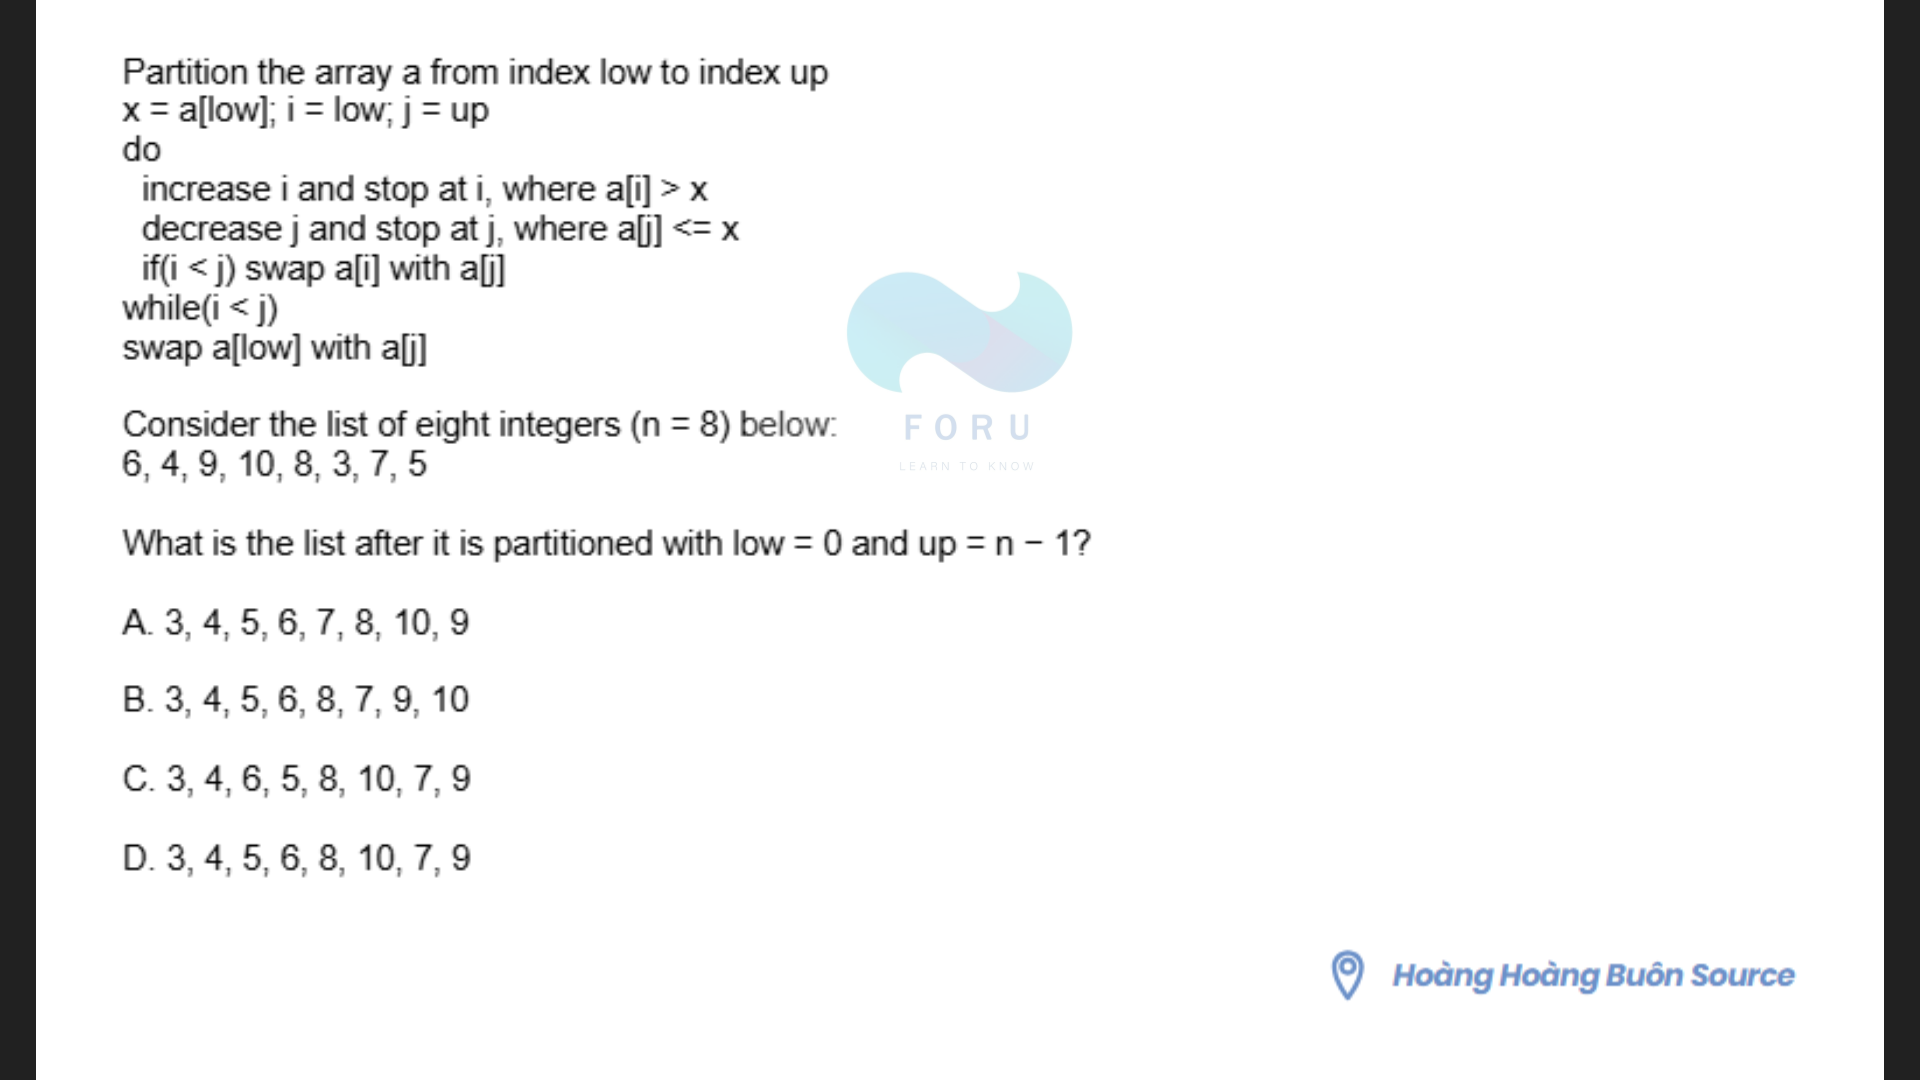 Partition the array a from index low to index up
x = a[low]; i = low; j = up
do
increase i and stop at i, where a[i] > x
decrease j and stop at j, where a[j] <= x
if(i < j) swap a[i] with a[j]
while(i < j)
swap a[low] with a[j]
FORU
LEARN TO KNOW
Consider the list of eight integers (n = 8) below:
6, 4, 9, 10, 8, 3, 7, 5
What is the list after it is partitioned with low = 0 and up = n − 1?
A. 3, 4, 5, 6, 7, 8, 10, 9
B. 3, 4, 5, 6, 8, 7, 9, 10
C. 3, 4, 6, 5, 8, 10, 7, 9
D. 3, 4, 5, 6, 8, 10, 7, 9
Hoàng Hoàng Buôn Source